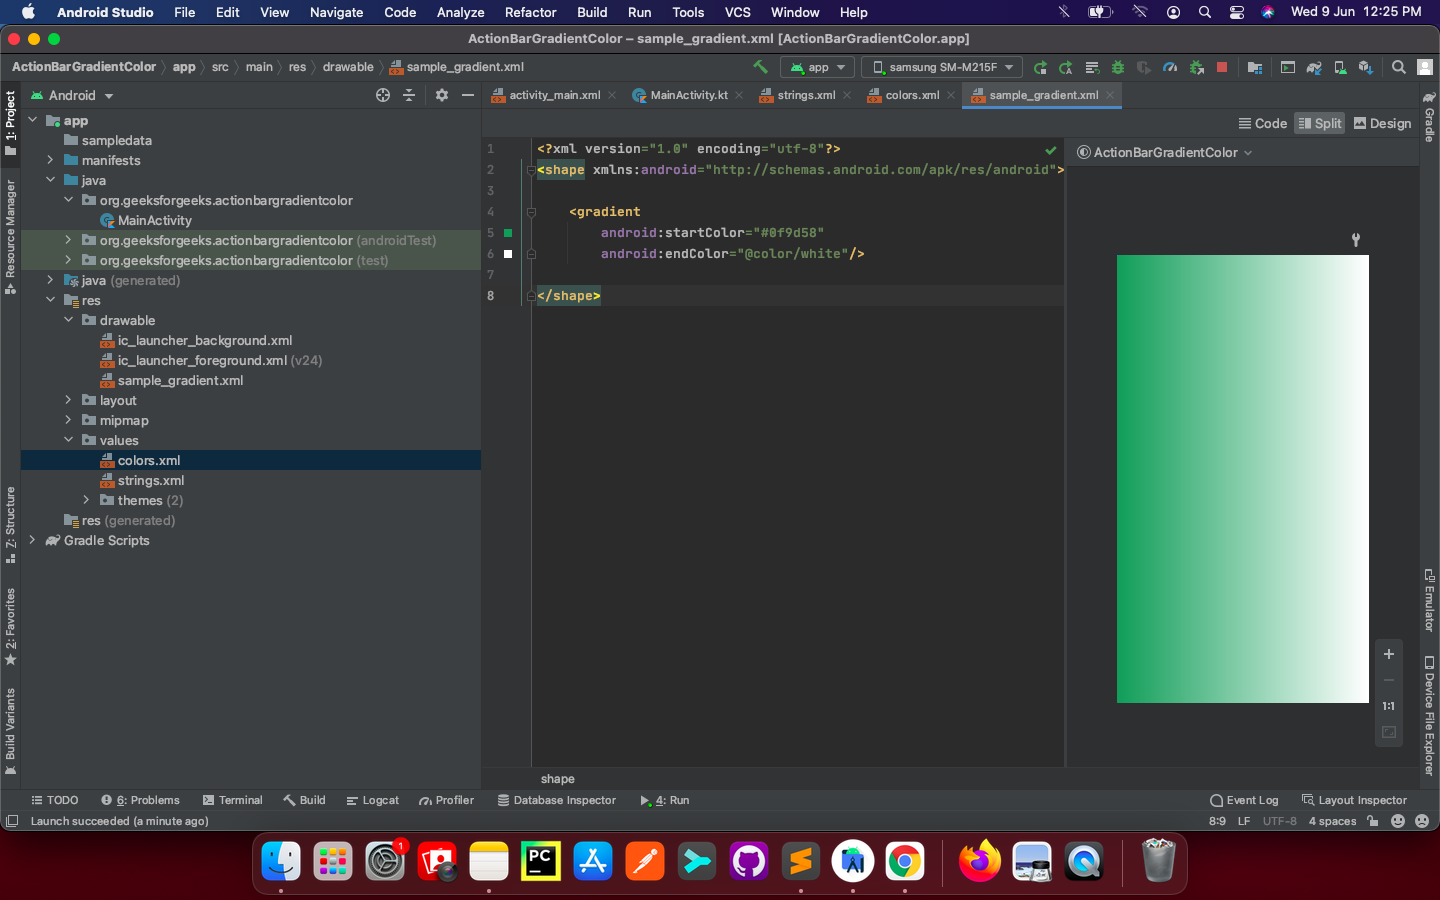 Android Studio File Edit View Navigate Code Analyze Refactor Build Run Tools VCS Window Help Wed 9 Jun 12:25 PM
ActionBarGradientColor – sample_gradient.xml [ActionBarGradientColor.app]
ActionBarGradientColor app src main res drawable sample_gradient.xml app samsung SM-M215F
Android activity_main.xml MainActivity.kt strings.xml colors.xml sample_gradient.xml
Code Split Design
ActionBarGradientColor
1: Project
Resource Manager
Z: Structure
2: Favorites
Build Variants
app
sampledata
manifests
java
org.geeksforgeeks.actionbargradientcolor
MainActivity
org.geeksforgeeks.actionbargradientcolor (androidTest)
org.geeksforgeeks.actionbargradientcolor (test)
java (generated)
res
drawable
ic_launcher_background.xml
ic_launcher_foreground.xml (v24)
sample_gradient.xml
layout
mipmap
values
colors.xml
strings.xml
themes (2)
res (generated)
Gradle Scripts
1 <?xml version="1.0" encoding="utf-8"?>
2 <shape xmlns:android="http://schemas.android.com/apk/res/android">
3
4 <gradient
5 android:startColor="#0f9d58"
6 android:endColor="@color/white"/>
7
8 </shape>
1:1
Gradle
Emulator
Device File Explorer
shape
TODO 6: Problems Terminal Build Logcat Profiler Database Inspector 4: Run Event Log Layout Inspector
Launch succeeded (a minute ago) 8:9 LF UTF-8 4 spaces
1
PC